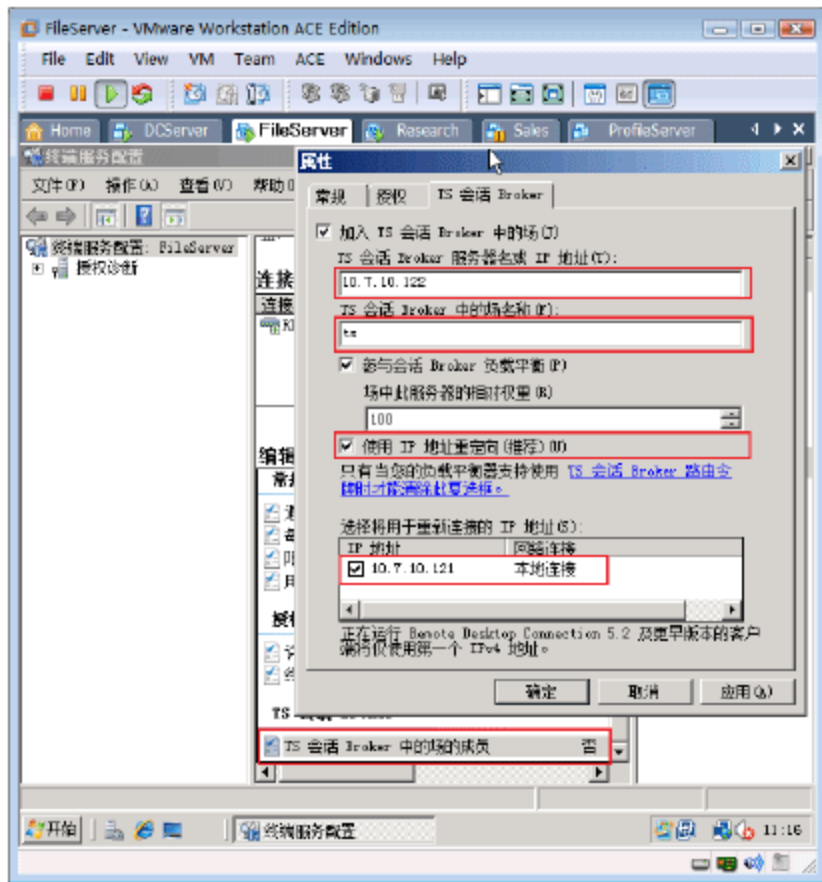 FileServer - VMware Workstation ACE Edition
File Edit View VM Team ACE Windows Help
Home DCServer FileServer Research Sales ProfileServer
终端服务配置
文件(F) 操作(A) 查看(V) 帮助
终端服务配置: FileServer
授权诊断
连接
连接
编辑
属性
常规 授权 TS 会话 Broker
加入 TS 会话 Broker 中的场(J)
TS 会话 Broker 服务器名或 IP 地址(T):
10.7.10.122
TS 会话 Broker 中的场名称(F):
ts
参与会话 Broker 负载平衡(P)
场中此服务器的相对权重(R)
100
使用 IP 地址重定向(推荐)(U)
只有当您的负载平衡器支持使用 TS 会话 Broker 路由令
牌时才能清除此复选框。
选择将用于重新连接的 IP 地址(S):
IP 地址 网络连接
10.7.10.121 本地连接
正在运行 Remote Desktop Connection 5.2 及更早版本的客户
端将仅使用第一个 IPv4 地址。
确定 取消 应用(A)
TS 会话 Broker 中的场的成员 否
开始 终端服务配置 11:16